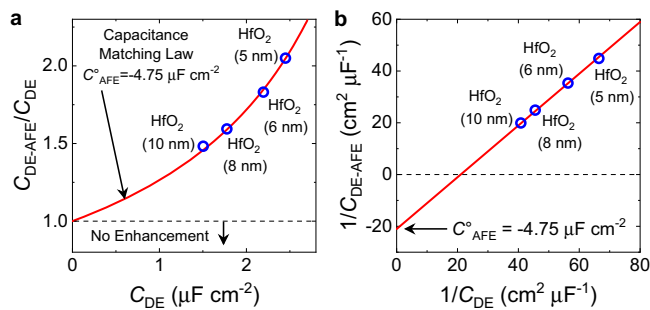 a
Capacitance
Matching Law
C°AFE=-4.75 µF cm-2
HfO2
(5 nm)
HfO2
(6 nm)
HfO2
(10 nm)
HfO2
(8 nm)
No Enhancement
2.0
1.5
1.0
CDE-AFE/CDE
0 1 2
CDE (µF cm-2)
b
HfO2
(6 nm)
HfO2
(5 nm)
HfO2
(10 nm)
HfO2
(8 nm)
C°AFE = -4.75 µF cm-2
60
40
20
0
-20
1/CDE-AFE (cm2 µF-1)
0 20 40 60 80
1/CDE (cm2 µF-1)